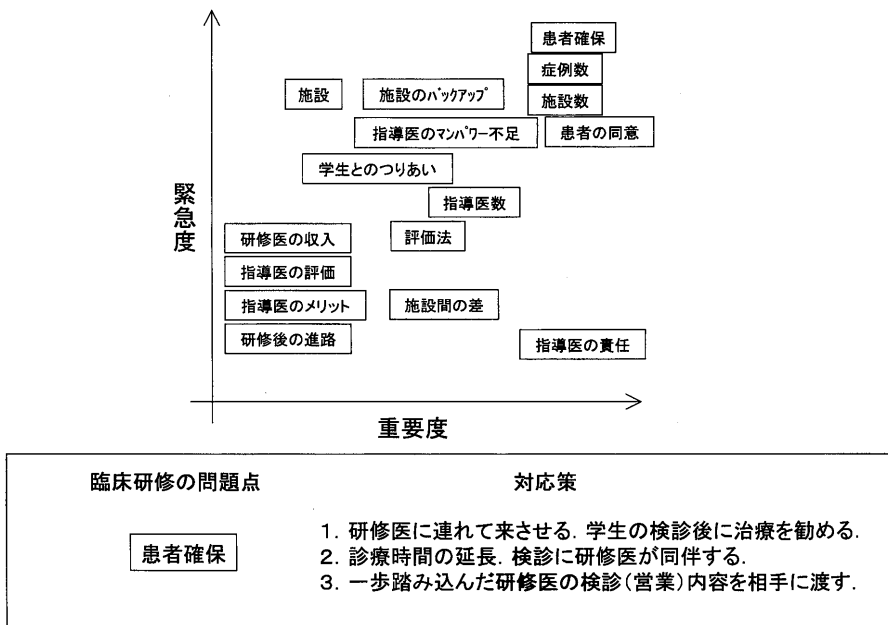 患者確保
症例数
施設 施設のバックアップ 施設数
指導医のマンパワー不足 患者の同意
学生とのつりあい
指導医数
研修医の収入 評価法
指導医の評価
指導医のメリット 施設間の差
研修後の進路 指導医の責任
緊急度
重要度
臨床研修の問題点 対応策
患者確保
1. 研修医に連れて来させる. 学生の検診後に治療を勧める.
2. 診療時間の延長. 検診に研修医が同伴する.
3. 一歩踏み込んだ研修医の検診(営業)内容を相手に渡す.